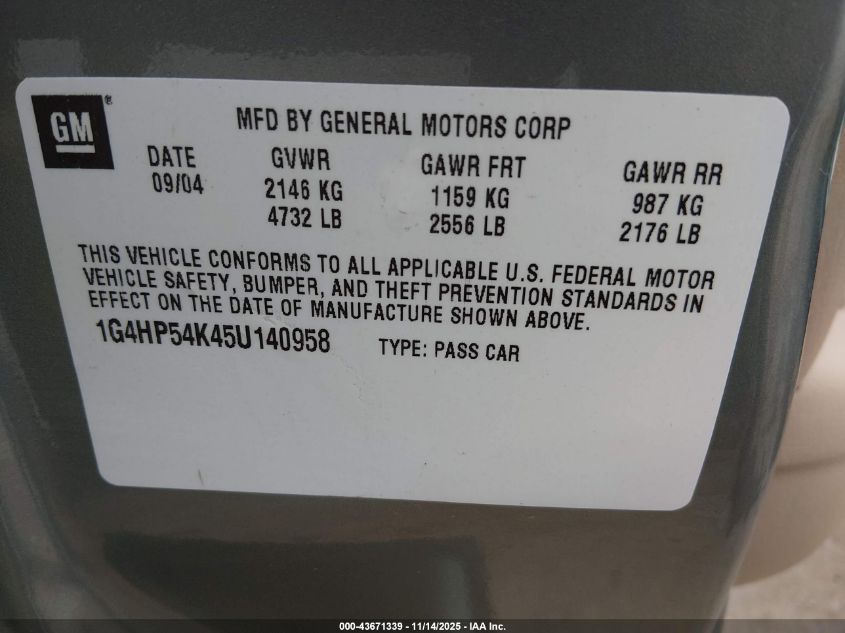 GM®
MFD BY GENERAL MOTORS CORP
DATE GVWR GAWR FRT GAWR RR
09/04 2146 KG 1159 KG 987 KG
4732 LB 2556 LB 2176 LB
THIS VEHICLE CONFORMS TO ALL APPLICABLE U.S. FEDERAL MOTOR
VEHICLE SAFETY, BUMPER, AND THEFT PREVENTION STANDARDS IN
EFFECT ON THE DATE OF MANUFACTURE SHOWN ABOVE.
1G4HP54K45U140958 TYPE: PASS CAR
000-43671339 - 11/14/2025 - IAA Inc.